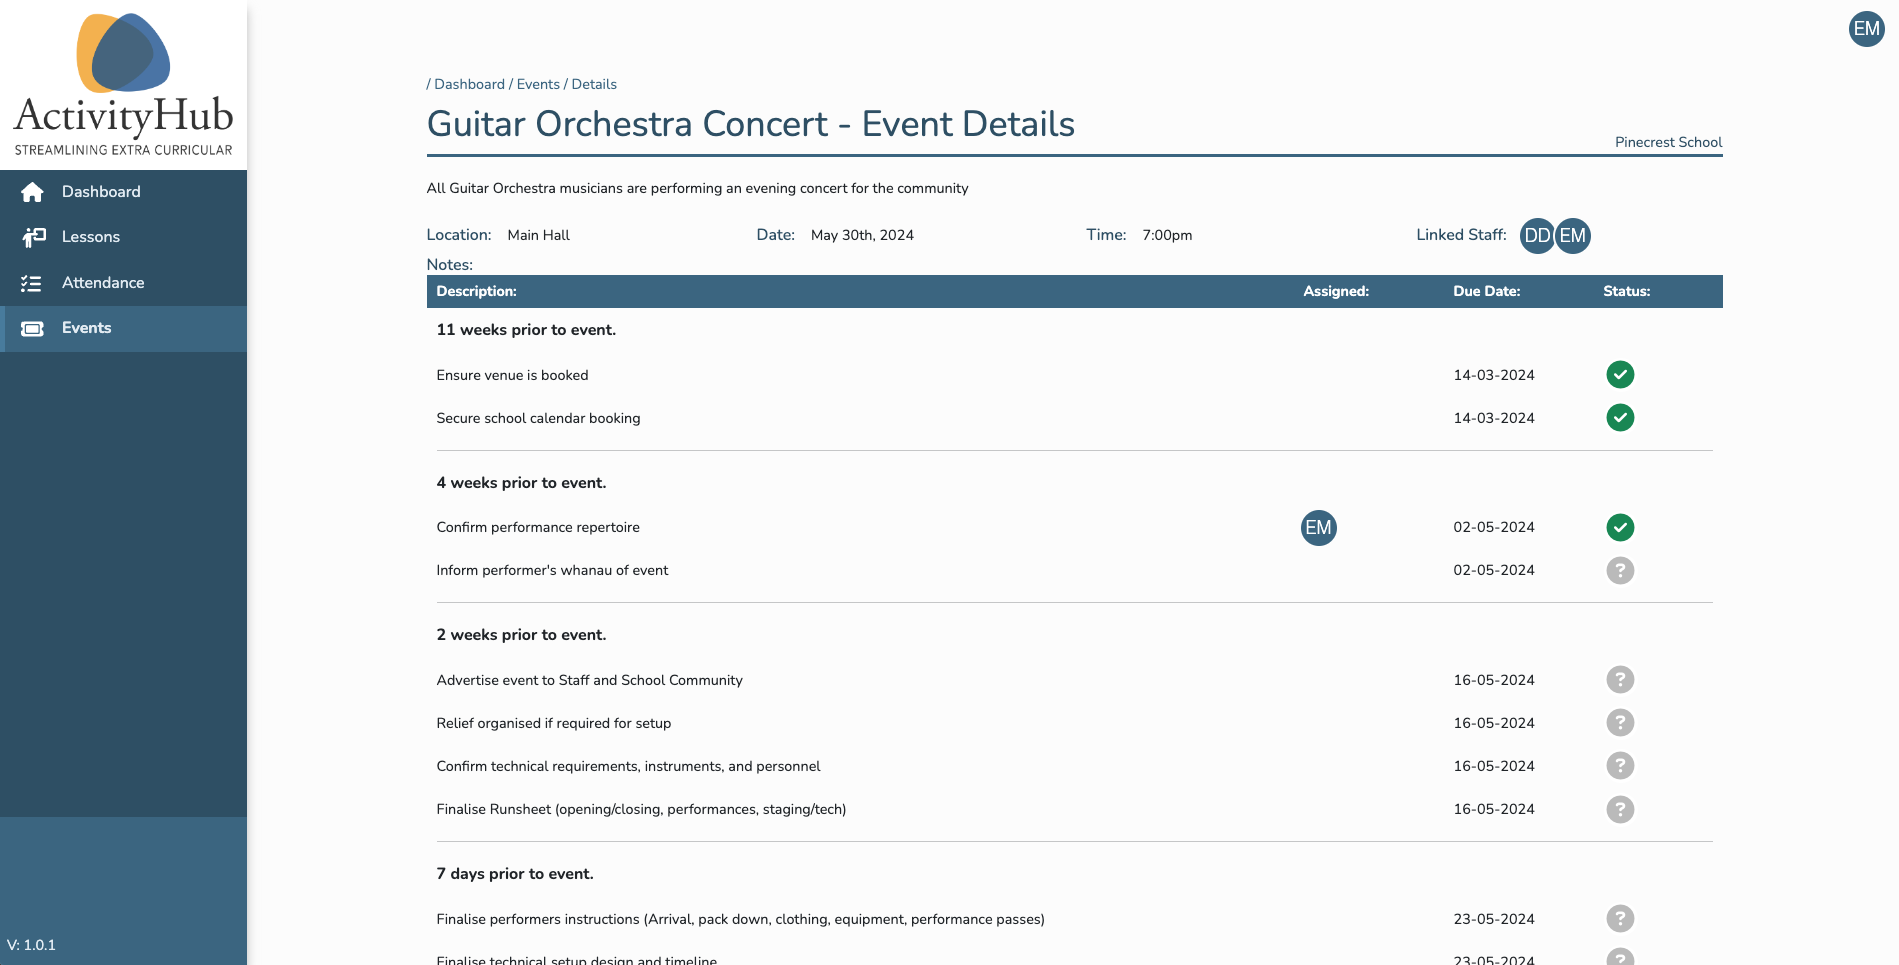 ActivityHub
STREAMLINING EXTRA CURRICULAR
Dashboard
Lessons
Attendance
Events
V: 1.0.1
EM
/ Dashboard / Events / Details
Guitar Orchestra Concert - Event Details
Pinecrest School
All Guitar Orchestra musicians are performing an evening concert for the community
Location: Main Hall Date: May 30th, 2024 Time: 7:00pm Linked Staff: DD EM
Notes:
Description: Assigned: Due Date: Status:
11 weeks prior to event.
Ensure venue is booked 14-03-2024
Secure school calendar booking 14-03-2024
4 weeks prior to event.
Confirm performance repertoire EM 02-05-2024
Inform performer's whanau of event 02-05-2024 ?
2 weeks prior to event.
Advertise event to Staff and School Community 16-05-2024 ?
Relief organised if required for setup 16-05-2024 ?
Confirm technical requirements, instruments, and personnel 16-05-2024 ?
Finalise Runsheet (opening/closing, performances, staging/tech) 16-05-2024 ?
7 days prior to event.
Finalise performers instructions (Arrival, pack down, clothing, equipment, performance passes) 23-05-2024 ?
Finalise technical setup design and timeline 23-05-2024 ?